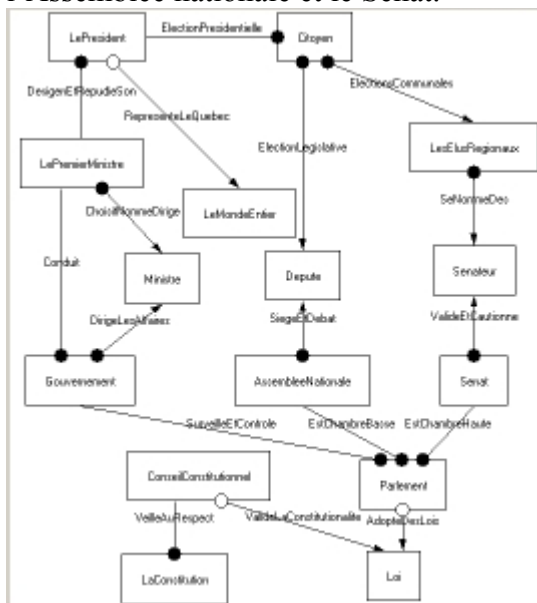 l'Assemblée nationale et le Sénat.
LePresident
ElectionPresidentielle
Citoyen
DesigenEtRepudieSon
ElectionsCommunales
RepresenteLeQuebec
ElectionLegislative
LePremierMinistre
LesElusRegionaux
ChoisitNommeDirige
LeMondeEntier
SeNommeDes
Conduit
Ministre
Depute
Senateur
DirigeLesAffaires
SiegeEtDebat
ValideEtCautionne
Gouvernement
AssembleeNationale
Senat
SurveilleEtControle
EstChambreBasse
EstChambreHaute
ConseilConstitutionnel
Parlement
VeilleAuRespect
ValideLaConstitutionalite
AdopteDesLois
LaConstitution
Loi